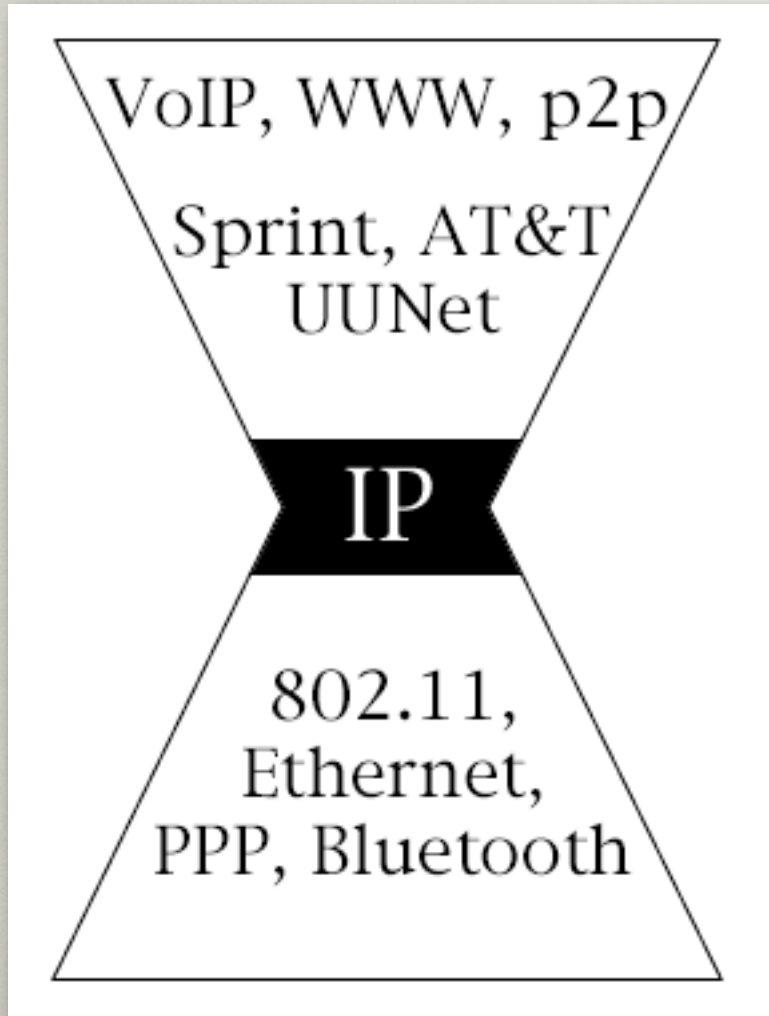 VoIP, WWW, p2p
Sprint, AT&T
UUNet
IP
802.11,
Ethernet,
PPP, Bluetooth